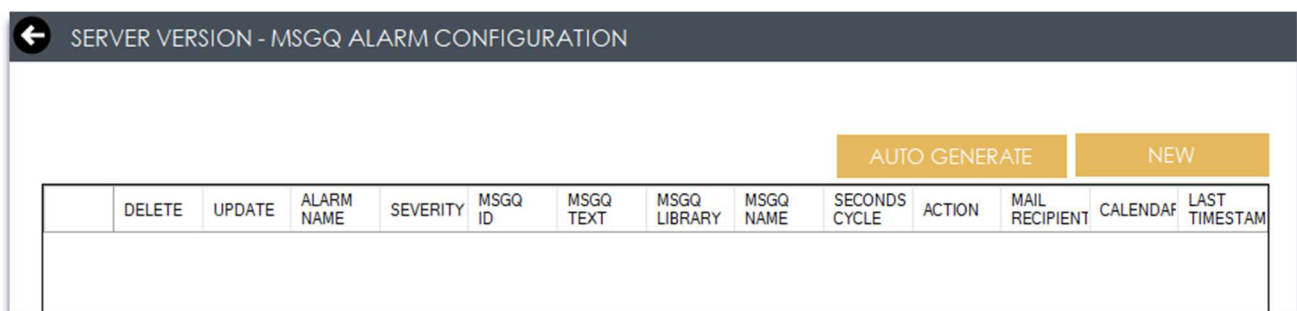 SERVER VERSION - MSGQ ALARM CONFIGURATION
AUTO GENERATE NEW
DELETE UPDATE ALARM NAME SEVERITY MSGQ ID MSGQ TEXT MSGQ LIBRARY MSGQ NAME SECONDS CYCLE ACTION MAIL RECIPIENT CALENDAR LAST TIMESTAM